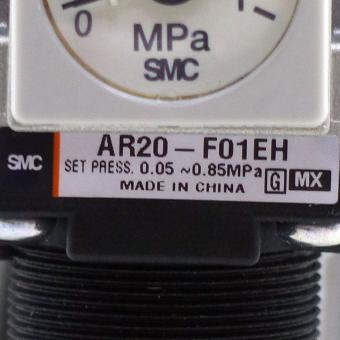 0
MPa
SMC
SMC
AR20-F01EH
SET PRESS. 0.05 ~0.85MPa
MADE IN CHINA
G MX